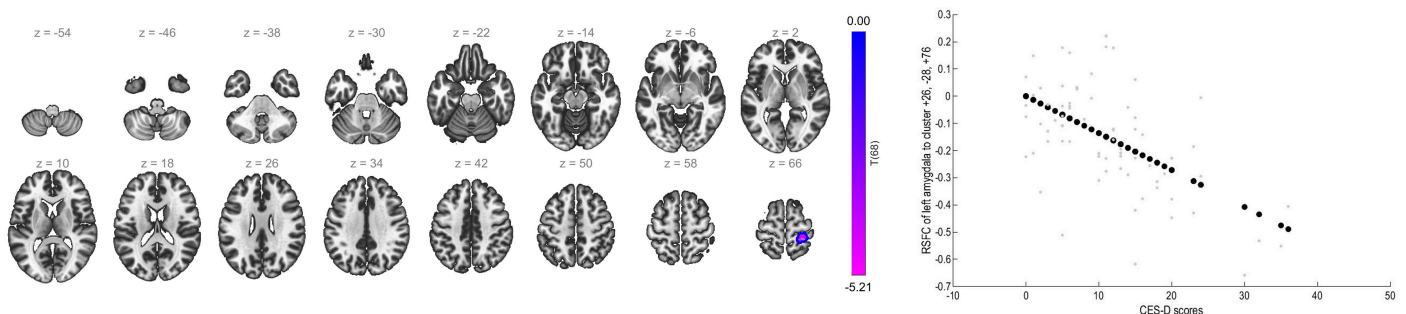 z = -54
z = -46
z = -38
z = -30
z = -22
z = -14
z = -6
z = 2
z = 10
z = 18
z = 26
z = 34
z = 42
z = 50
z = 58
z = 66
0.00
T(68)
-5.21
RSFC of left amygdala to cluster +26, -28, +76
0.3
0.2
0.1
0
-0.1
-0.2
-0.3
-0.4
-0.5
-0.6
-0.7
-10
0
10
20
30
40
50
CES-D scores